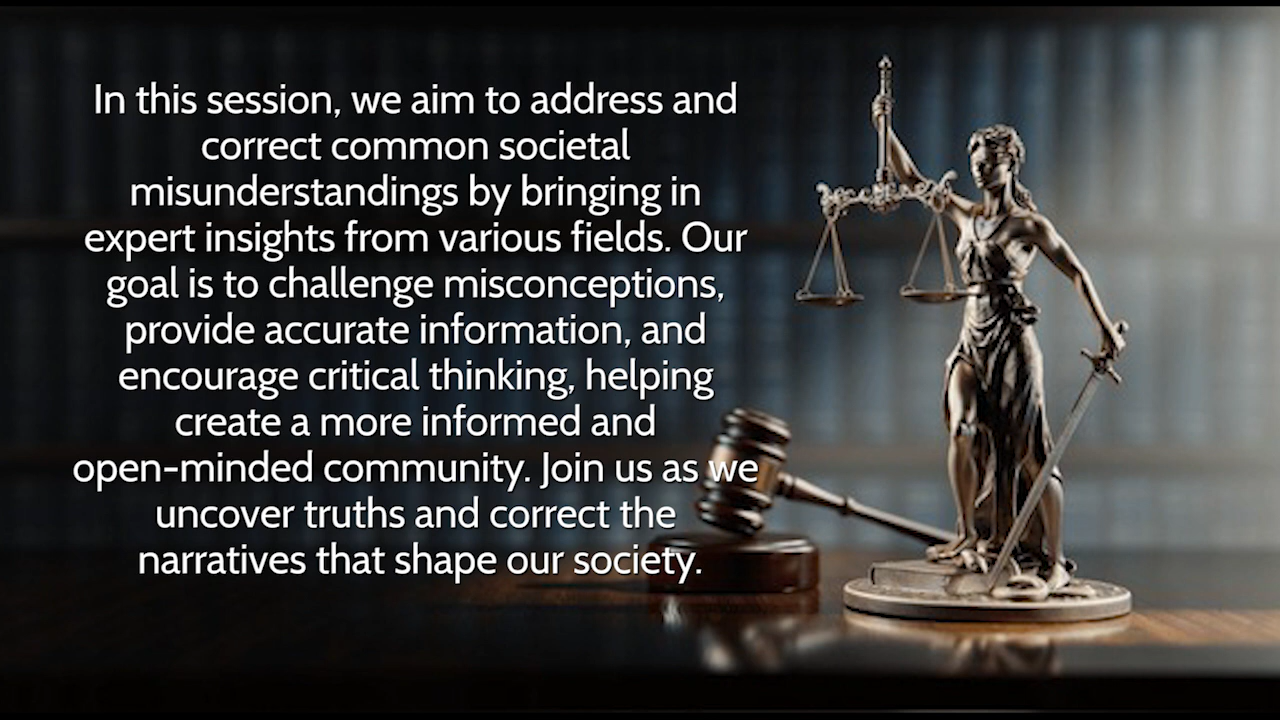 In this session, we aim to address and
correct common societal
misunderstandings by bringing in
expert insights from various fields. Our
goal is to challenge misconceptions,
provide accurate information, and
encourage critical thinking, helping
create a more informed and
open-minded community. Join us as we
uncover truths and correct the
narratives that shape our society.